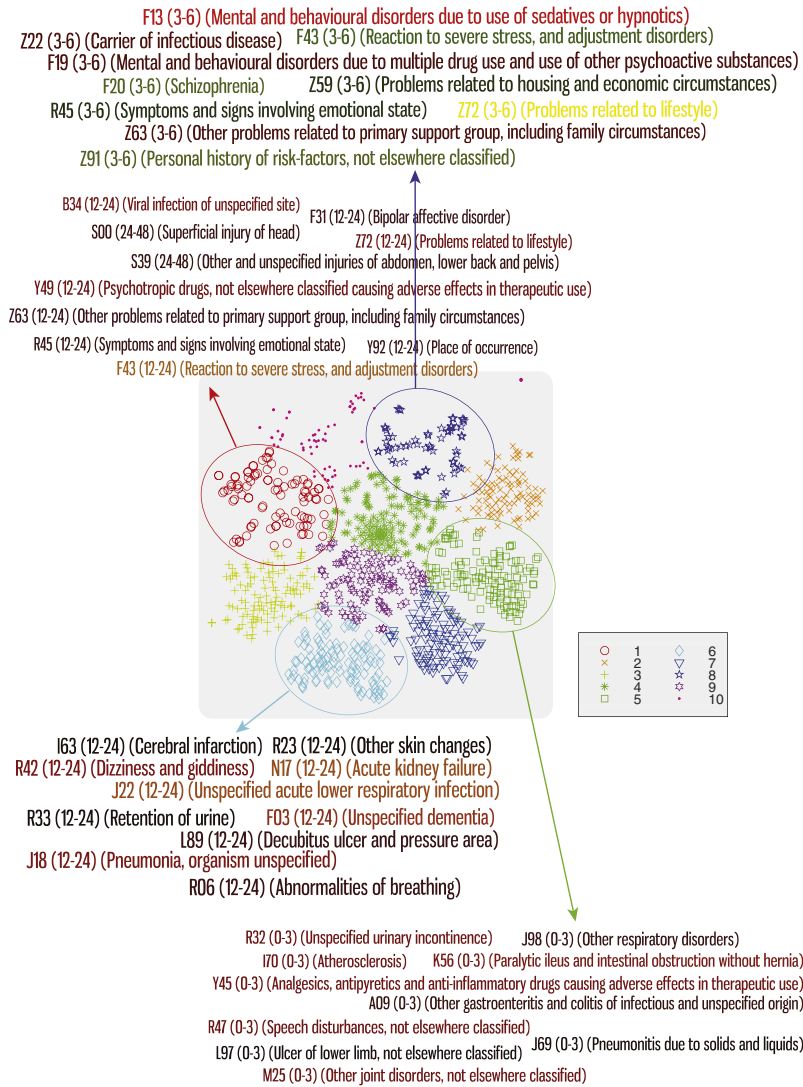 F13 (3-6) (Mental and behavioural disorders due to use of sedatives or hypnotics)
Z22 (3-6) (Carrier of infectious disease) F43 (3-6) (Reaction to severe stress, and adjustment disorders)
F19 (3-6) (Mental and behavioural disorders due to multiple drug use and use of other psychoactive substances)
F20 (3-6) (Schizophrenia) Z59 (3-6) (Problems related to housing and economic circumstances)
R45 (3-6) (Symptoms and signs involving emotional state) Z72 (3-6) (Problems related to lifestyle)
Z63 (3-6) (Other problems related to primary support group, including family circumstances)
Z91 (3-6) (Personal history of risk-factors, not elsewhere classified)
B34 (12-24) (Viral infection of unspecified site)
F31 (12-24) (Bipolar affective disorder)
S00 (24-48) (Superficial injury of head)
Z72 (12-24) (Problems related to lifestyle)
S39 (24-48) (Other and unspecified injuries of abdomen, lower back and pelvis)
Y49 (12-24) (Psychotropic drugs, not elsewhere classified causing adverse effects in therapeutic use)
Z63 (12-24) (Other problems related to primary support group, including family circumstances)
R45 (12-24) (Symptoms and signs involving emotional state) Y92 (12-24) (Place of occurrence)
F43 (12-24) (Reaction to severe stress, and adjustment disorders)
1 6
2 7
3 8
4 9
5 10
I63 (12-24) (Cerebral infarction) R23 (12-24) (Other skin changes)
R42 (12-24) (Dizziness and giddiness) N17 (12-24) (Acute kidney failure)
J22 (12-24) (Unspecified acute lower respiratory infection)
R33 (12-24) (Retention of urine) F03 (12-24) (Unspecified dementia)
L89 (12-24) (Decubitus ulcer and pressure area)
J18 (12-24) (Pneumonia, organism unspecified)
R06 (12-24) (Abnormalities of breathing)
R32 (0-3) (Unspecified urinary incontinence) J98 (0-3) (Other respiratory disorders)
I70 (0-3) (Atherosclerosis) K56 (0-3) (Paralytic ileus and intestinal obstruction without hernia)
Y45 (0-3) (Analgesics, antipyretics and anti-inflammatory drugs causing adverse effects in therapeutic use)
A09 (0-3) (Other gastroenteritis and colitis of infectious and unspecified origin)
R47 (0-3) (Speech disturbances, not elsewhere classified)
J69 (0-3) (Pneumonitis due to solids and liquids)
L97 (0-3) (Ulcer of lower limb, not elsewhere classified)
M25 (0-3) (Other joint disorders, not elsewhere classified)